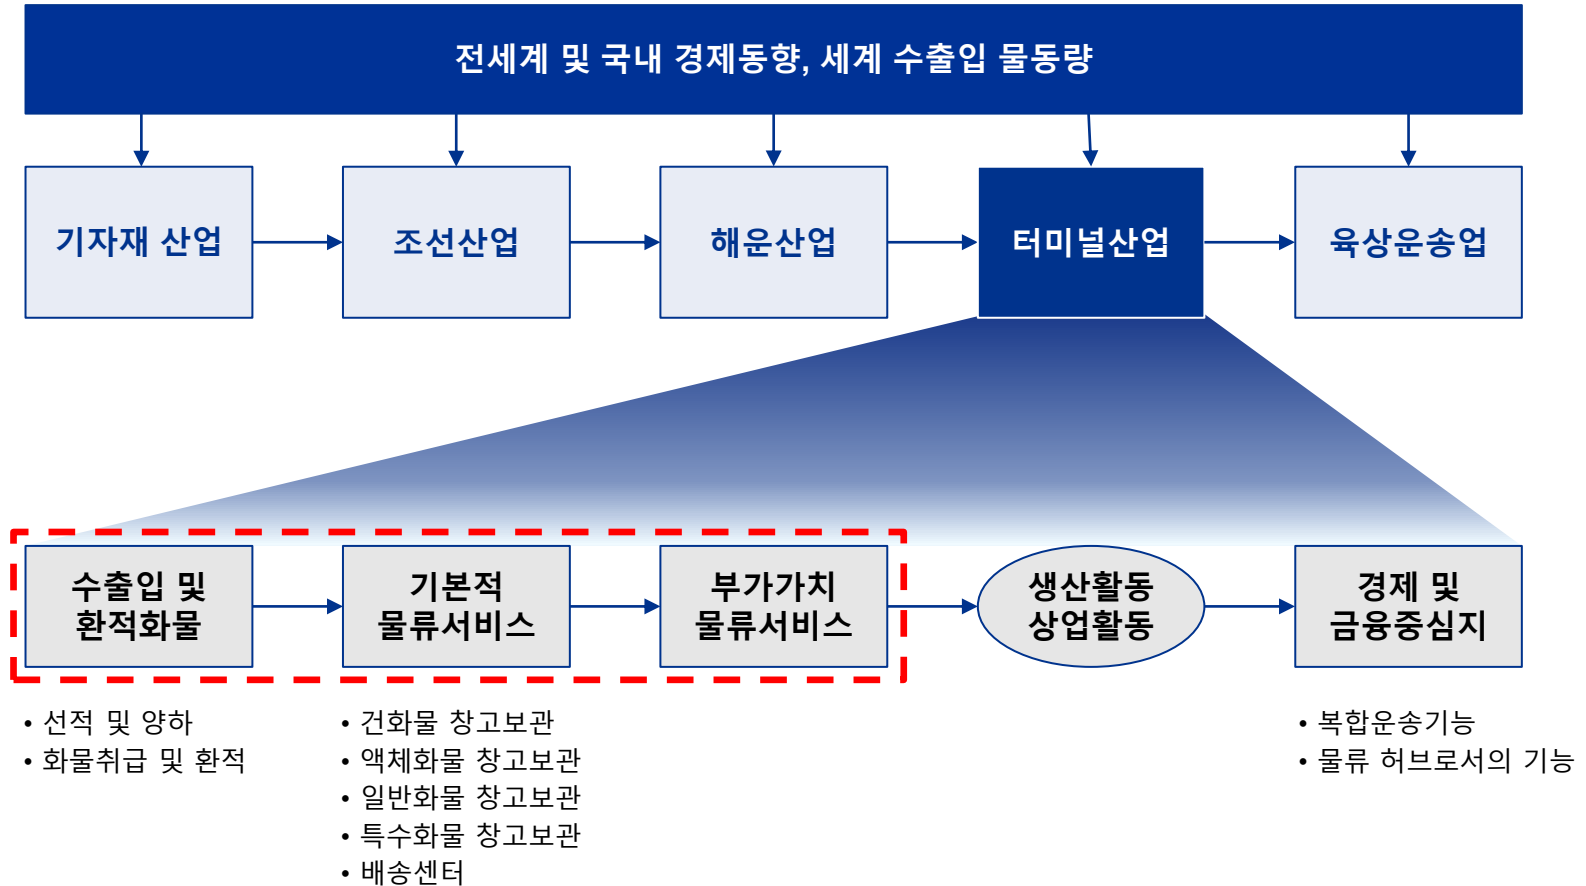 전세계 및 국내 경제동향, 세계 수출입 물동량
기자재 산업
조선산업
해운산업
터미널산업
육상운송업
수출입 및
환적화물
기본적
물류서비스
부가가치
물류서비스
생산활동
상업활동
경제 및
금융중심지
• 선적 및 양하
• 화물취급 및 환적
• 건화물 창고보관
• 액체화물 창고보관
• 일반화물 창고보관
• 특수화물 창고보관
• 배송센터
• 복합운송기능
• 물류 허브로서의 기능